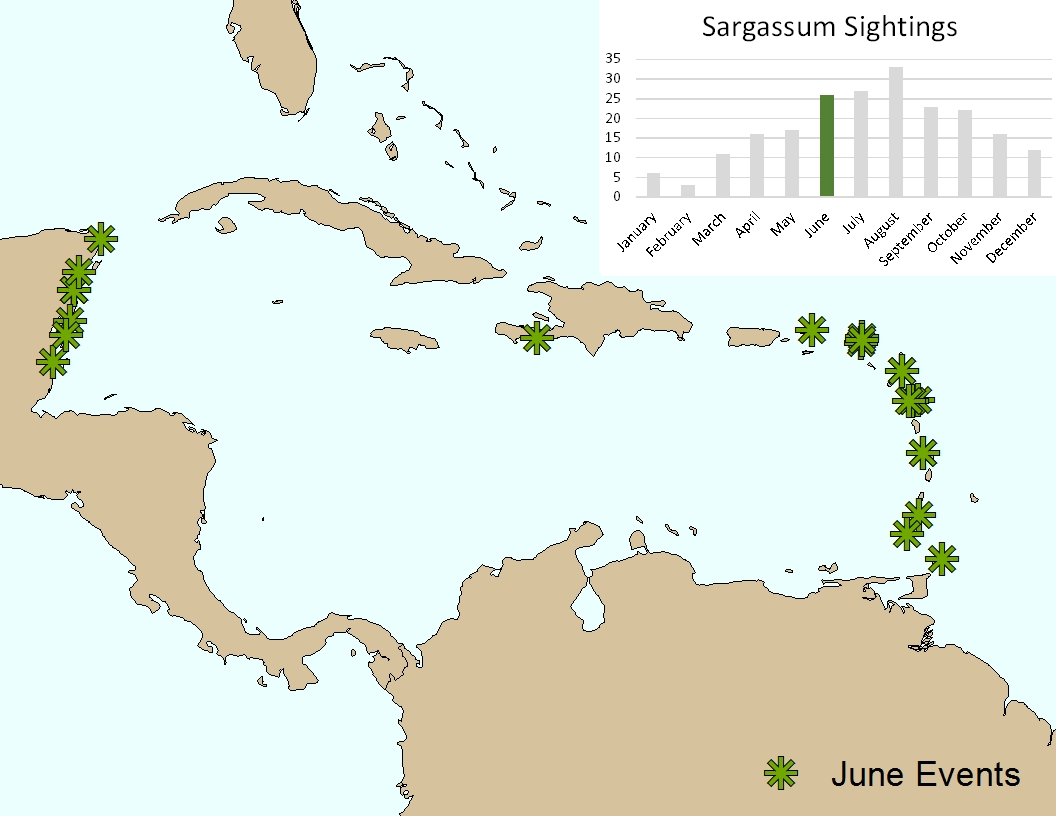 Sargassum Sightings
35
30
25
20
15
10
5
0
January
February
March
April
May
June
July
August
September
October
November
December
June Events